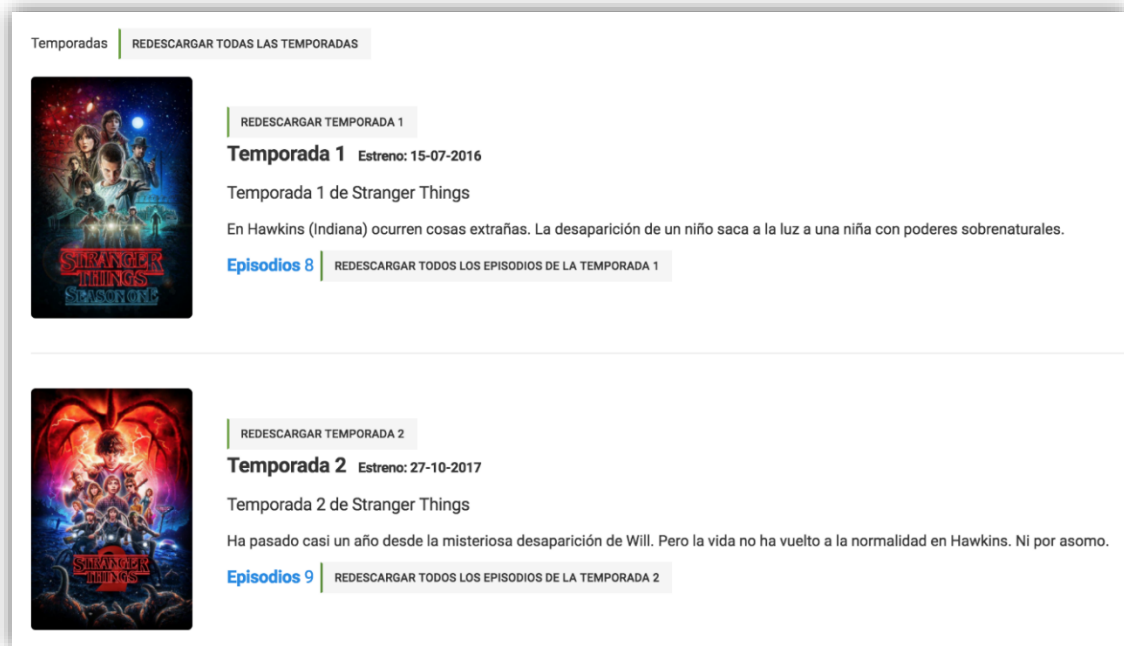 Temporadas REDESCARGAR TODAS LAS TEMPORADAS
REDESCARGAR TEMPORADA 1
Temporada 1 Estreno: 15-07-2016
Temporada 1 de Stranger Things
En Hawkins (Indiana) ocurren cosas extrañas. La desaparición de un niño saca a la luz a una niña con poderes sobrenaturales.
Episodios 8 REDESCARGAR TODOS LOS EPISODIOS DE LA TEMPORADA 1
STRANGER
THINGS
SEASON ONE
REDESCARGAR TEMPORADA 2
Temporada 2 Estreno: 27-10-2017
Temporada 2 de Stranger Things
Ha pasado casi un año desde la misteriosa desaparición de Will. Pero la vida no ha vuelto a la normalidad en Hawkins. Ni por asomo.
Episodios 9 REDESCARGAR TODOS LOS EPISODIOS DE LA TEMPORADA 2
STRANGER
THINGS
2